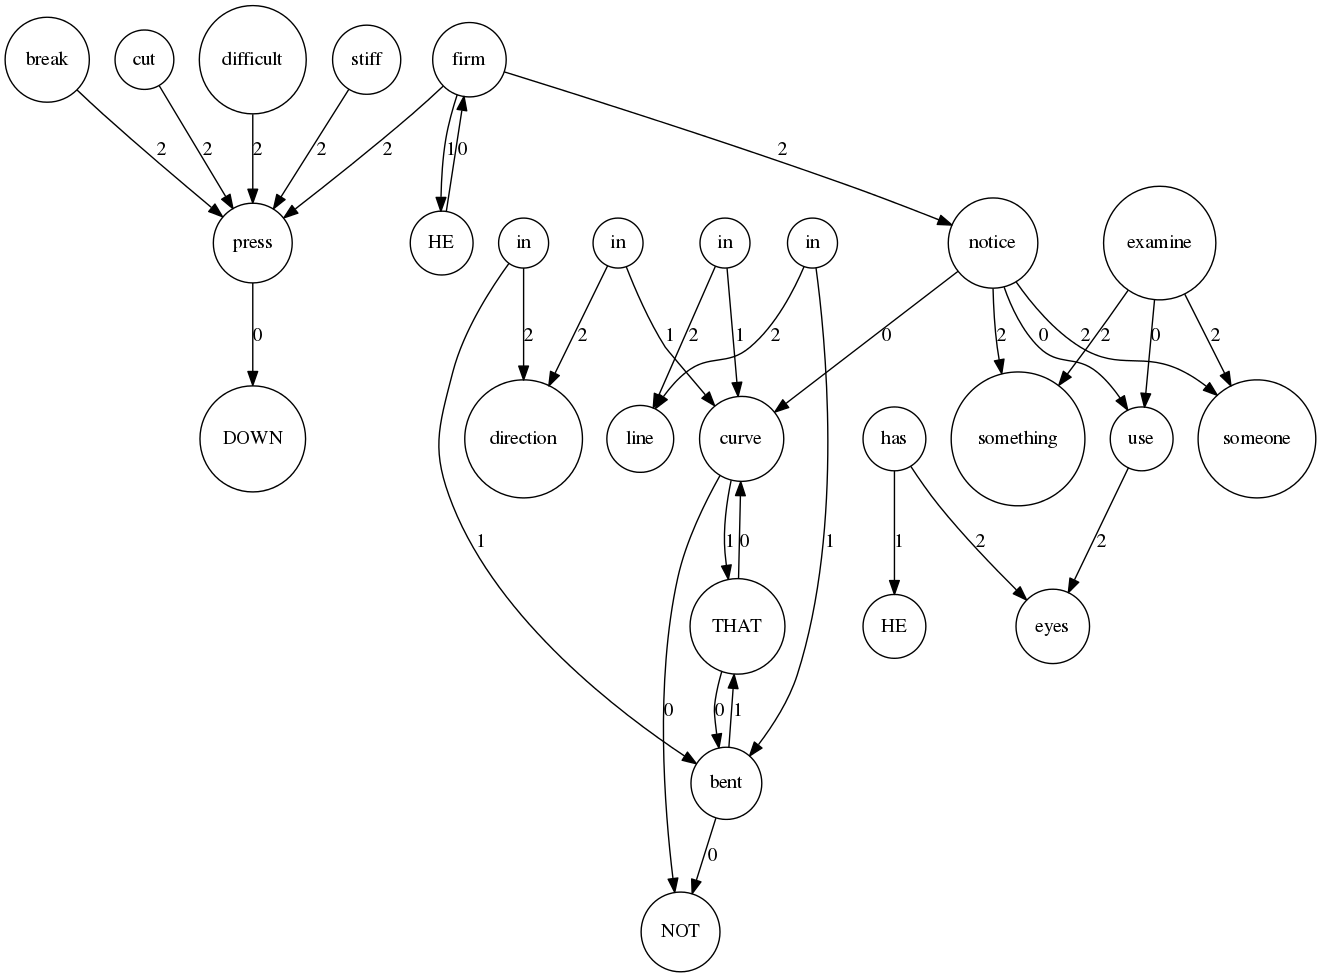 break cut difficult stiff firm
2 2 2 2 2 1 0 2
press HE in in in in notice examine
0 2 2 1 2 1 2 0 2 0 2 2 0 2
DOWN direction line curve has something use someone
1 1 0 1 1 2 2
THAT HE eyes
0 0 1
bent
0
NOT